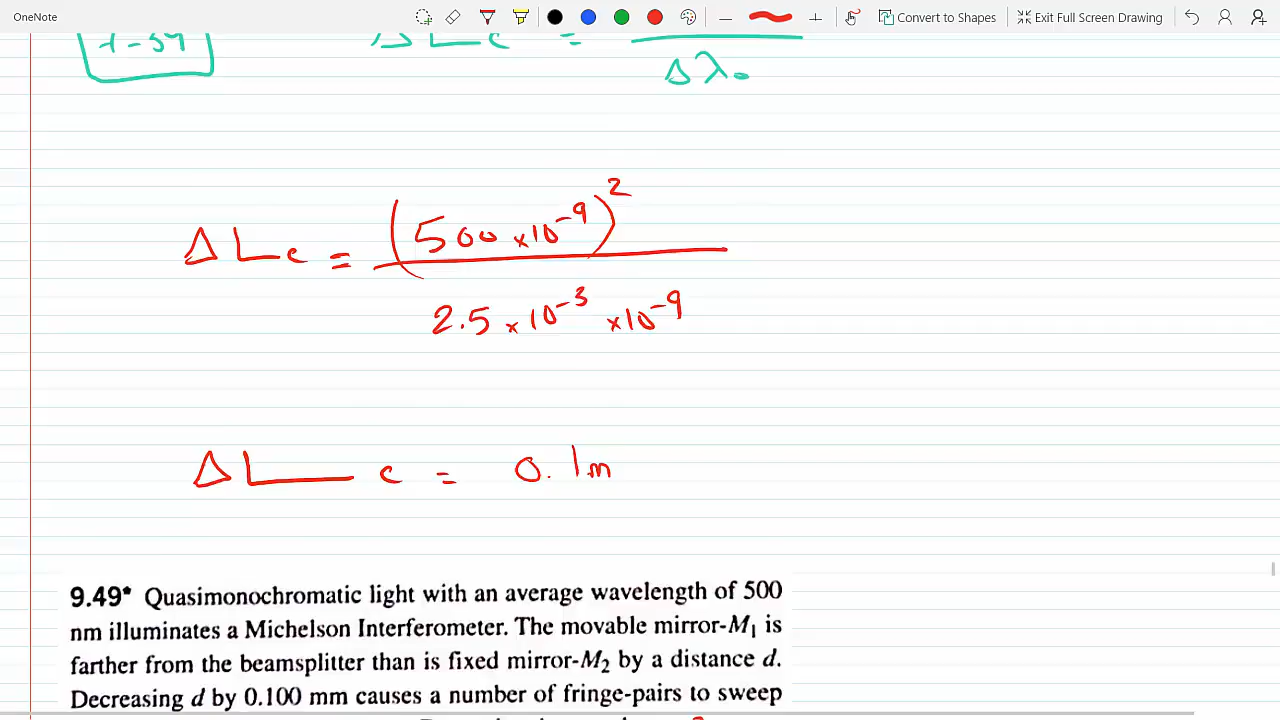 OneNote
Convert to Shapes
Exit Full Screen Drawing
ΔLc =
Δλ₀
ΔLc = (500 ×10⁻⁹)²
2.5 ×10⁻³ ×10⁻⁹
ΔLc = 0.1m
9.49* Quasimonochromatic light with an average wavelength of 500
nm illuminates a Michelson Interferometer. The movable mirror-M₁ is
farther from the beamsplitter than is fixed mirror-M₂ by a distance d.
Decreasing d by 0.100 mm causes a number of fringe-pairs to sweep